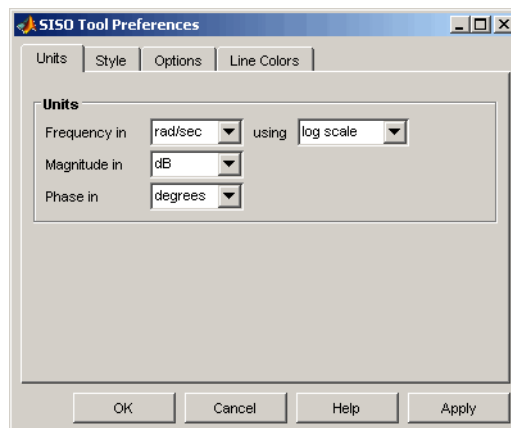 SISO Tool Preferences
Units Style Options Line Colors
Units
Frequency in rad/sec using log scale
Magnitude in dB
Phase in degrees
OK Cancel Help Apply